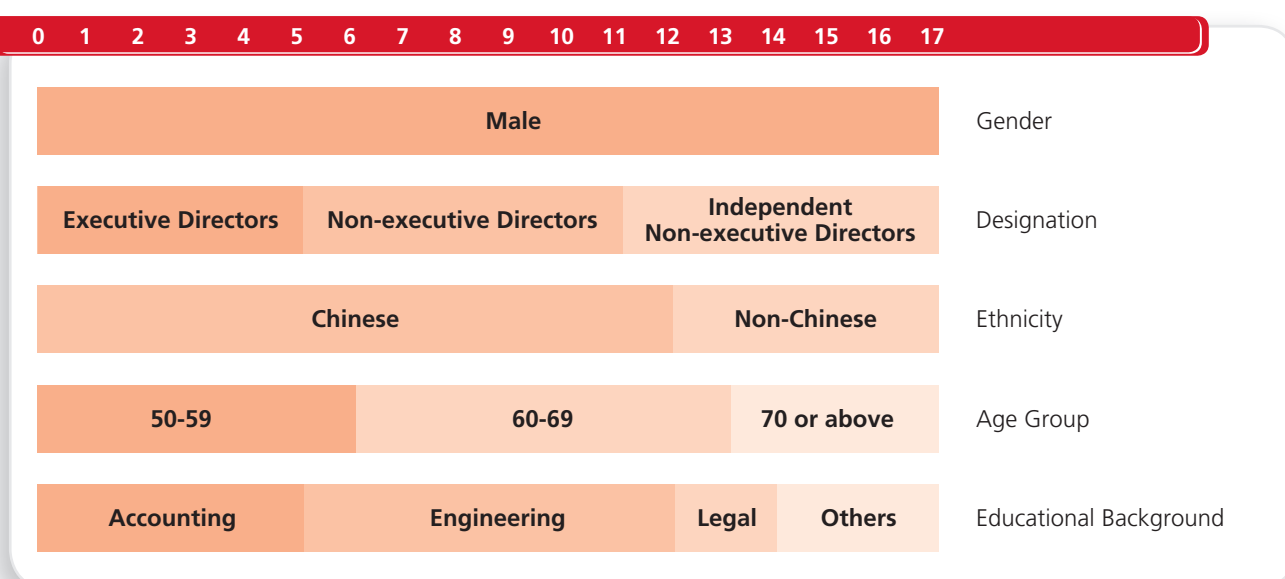 0 1 2 3 4 5 6 7 8 9 10 11 12 13 14 15 16 17
Male Gender
Executive Directors Non-executive Directors Independent
Non-executive Directors Designation
Chinese Non-Chinese Ethnicity
50-59 60-69 70 or above Age Group
Accounting Engineering Legal Others Educational Background